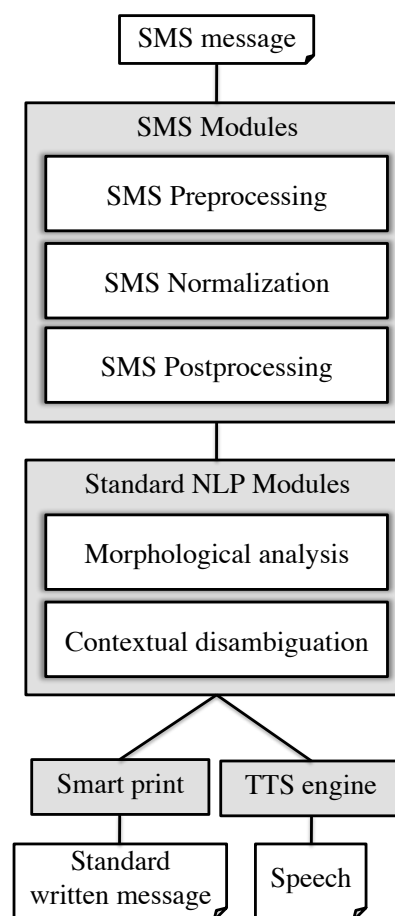 SMS message
SMS Modules
SMS Preprocessing
SMS Normalization
SMS Postprocessing
Standard NLP Modules
Morphological analysis
Contextual disambiguation
Smart print
TTS engine
Standard
written message
Speech